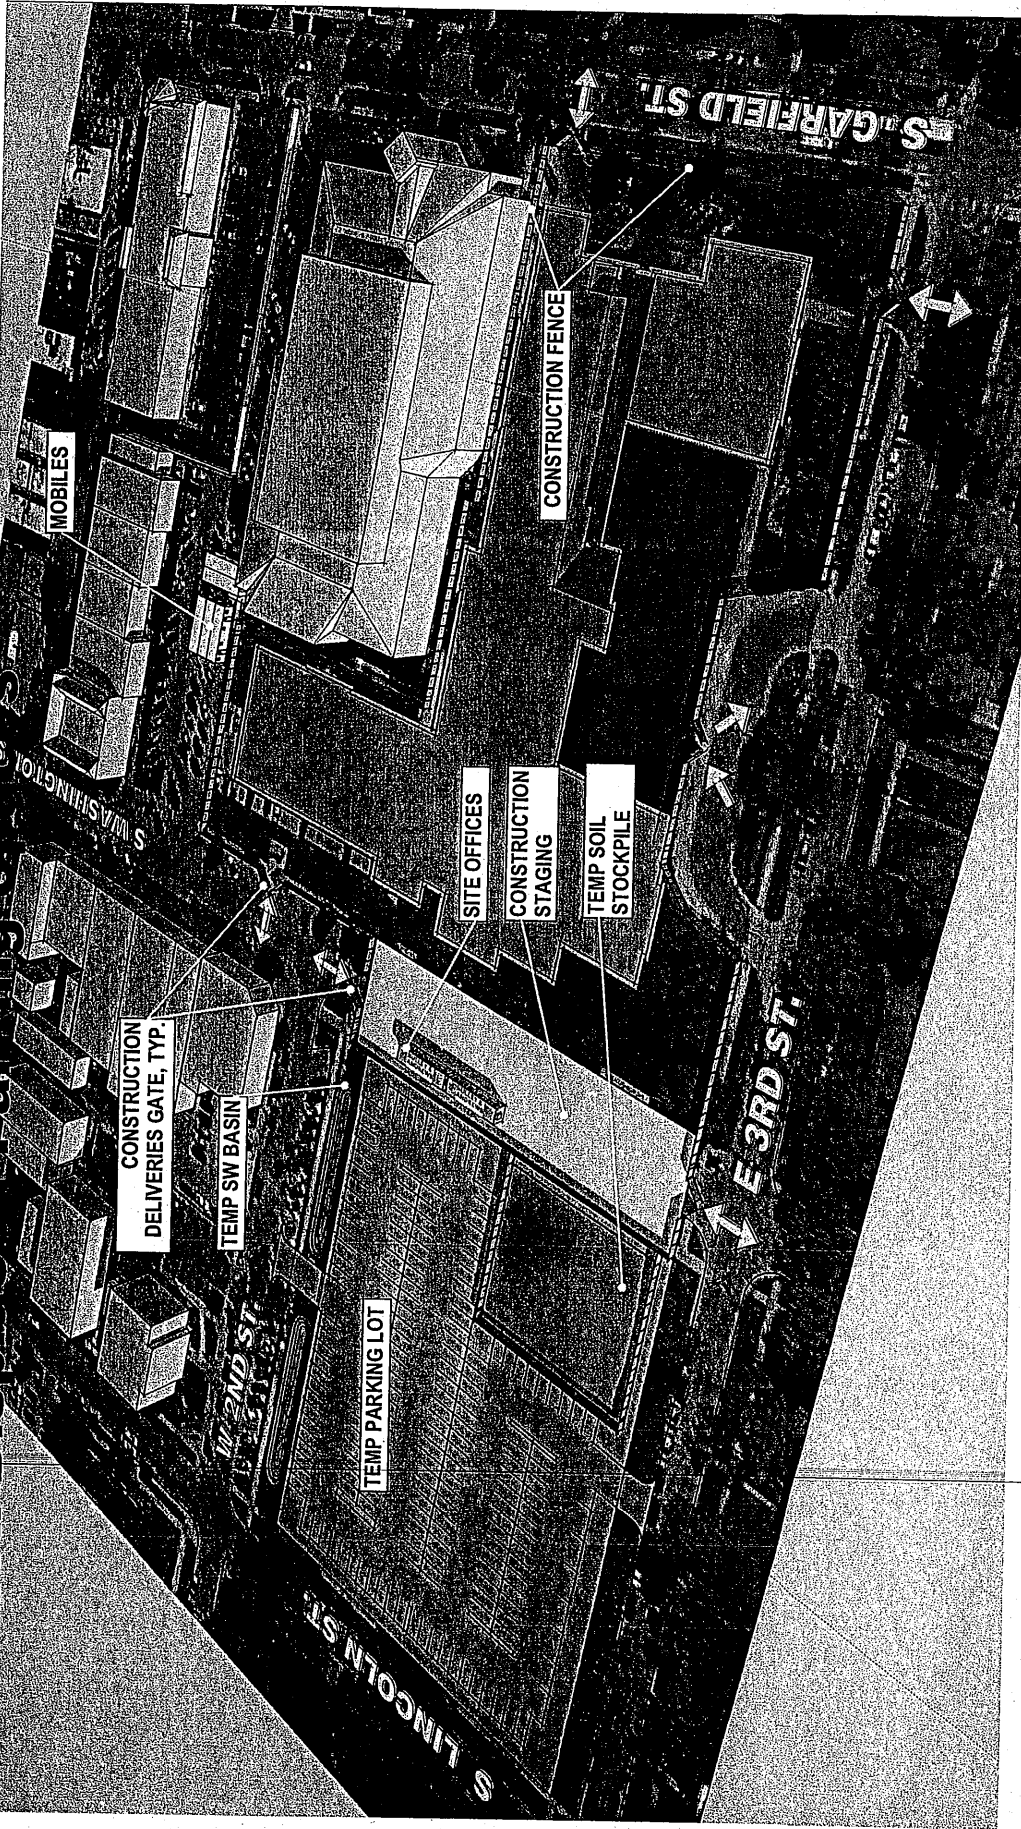 MOBILES
S WASHINGTO
S. GARFIELD ST.
CONSTRUCTION FENCE
CONSTRUCTION
DELIVERIES GATE, TYP.
TEMP SW BASIN
SITE OFFICES
CONSTRUCTION
STAGING
TEMP SOIL
STOCKPILE
W 2ND ST.
TEMP PARKING LOT
E 3RD ST.
S LINCOLN ST.